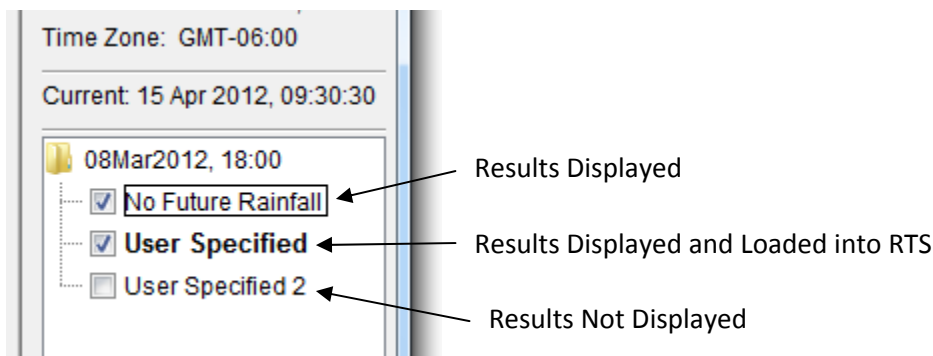 Time Zone: GMT-06:00
Current: 15 Apr 2012, 09:30:30
08Mar2012, 18:00
No Future Rainfall
User Specified
User Specified 2
Results Displayed
Results Displayed and Loaded into RTS
Results Not Displayed